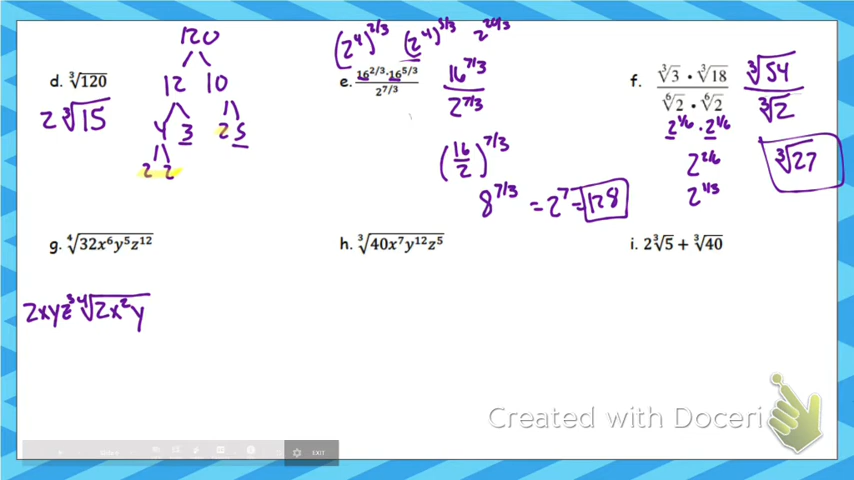 120
12 10
4 3 2 5
2 2
d. ∛120
2∛15
(2⁴)^2/3 (2⁴)^5/3 2^20/3
e. 16^2/3 · 16^5/3 / 2^7/3
16^7/3 / 2^7/3
(16/2)^7/3
8^7/3 = 2⁷ = 128
f. ∛3 · ∛18 / ⁶√2 · ⁶√2
∛54 / ∛2
2^1/6 · 2^1/6
2^2/6
2^1/3
∛27
g. ∜32x⁶y⁵z¹²
2xyz³ ∜2x²y
h. ∛40x⁷y¹²z⁵
i. 2∛5 + ∛40
Created with Doceri
EXIT